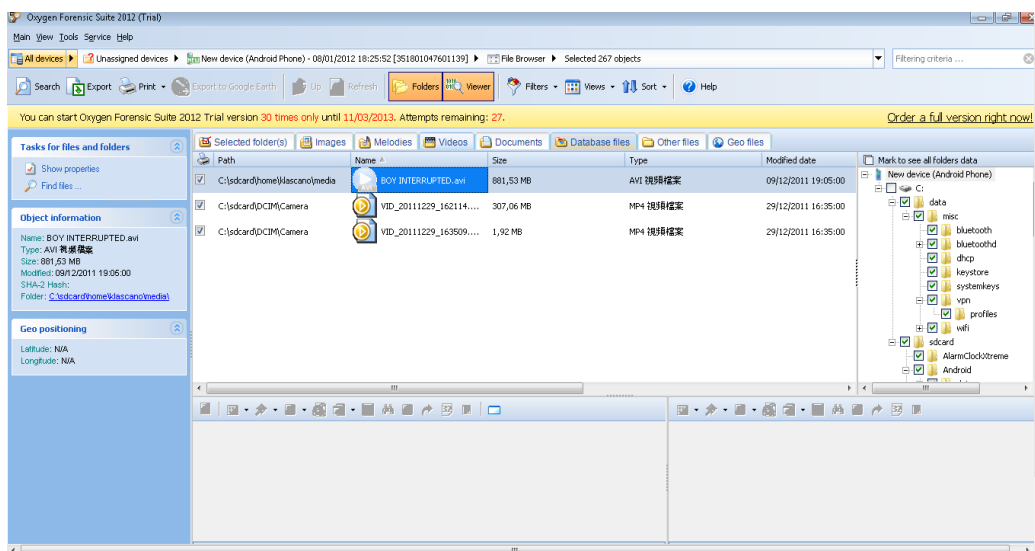 Oxygen Forensic Suite 2012 (Trial)
Main View Tools Service Help
All devices Unassigned devices New device (Android Phone) - 08/01/2012 18:25:52 [351801047601139] File Browser Selected 267 objects Filtering criteria ...
Search Export Print Export to Google Earth Up Refresh Folders Viewer Filters Views Sort Help
You can start Oxygen Forensic Suite 2012 Trial version 30 times only until 11/03/2013. Attempts remaining: 27. Order a full version right now!
Tasks for files and folders
Show properties
Find files ...
Object information
Name: BOY INTERRUPTED.avi
Type: AVI 視頻檔案
Size: 881,53 MB
Modified: 09/12/2011 19:05:00
SHA-2 Hash:
Folder: C:\sdcard\home\klascano\media\
Geo positioning
Latitude: N/A
Longitude: N/A
Selected folder(s) Images Melodies Videos Documents Database files Other files Geo files
Path Name Size Type Modified date
C:\sdcard\home\klascano\media BOY INTERRUPTED.avi 881,53 MB AVI 視頻檔案 09/12/2011 19:05:00
C:\sdcard\DCIM\Camera VID_20111229_162114.... 307,06 MB MP4 視頻檔案 29/12/2011 16:35:00
C:\sdcard\DCIM\Camera VID_20111229_163509.... 1,92 MB MP4 視頻檔案 29/12/2011 16:35:00
Mark to see all folders data
New device (Android Phone)
C:
data
misc
bluetooth
bluetoothd
dhcp
keystore
systemkeys
vpn
profiles
wifi
sdcard
AlarmClockXtreme
Android